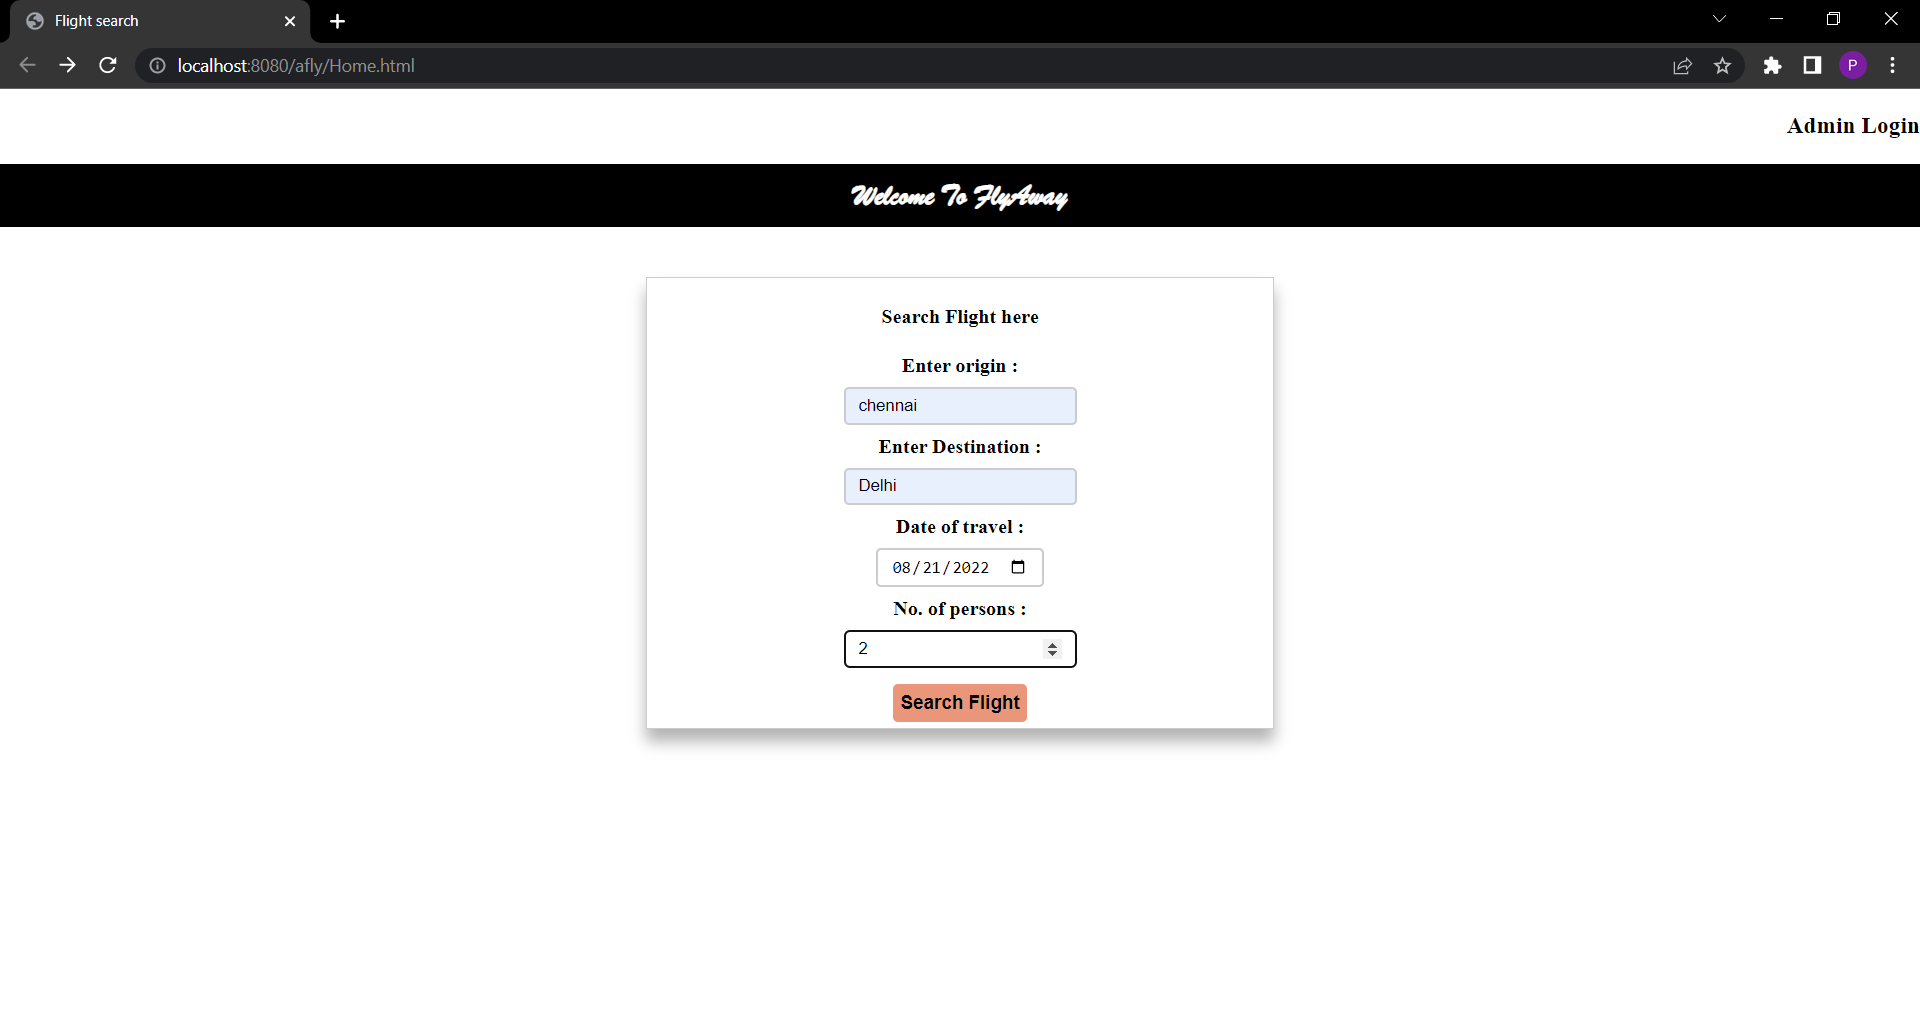 Flight search
localhost:8080/afly/Home.html
P
Admin Login
Welcome To FlyAway
Search Flight here
Enter origin :
chennai
Enter Destination :
Delhi
Date of travel :
08/21/2022
No. of persons :
2
Search Flight